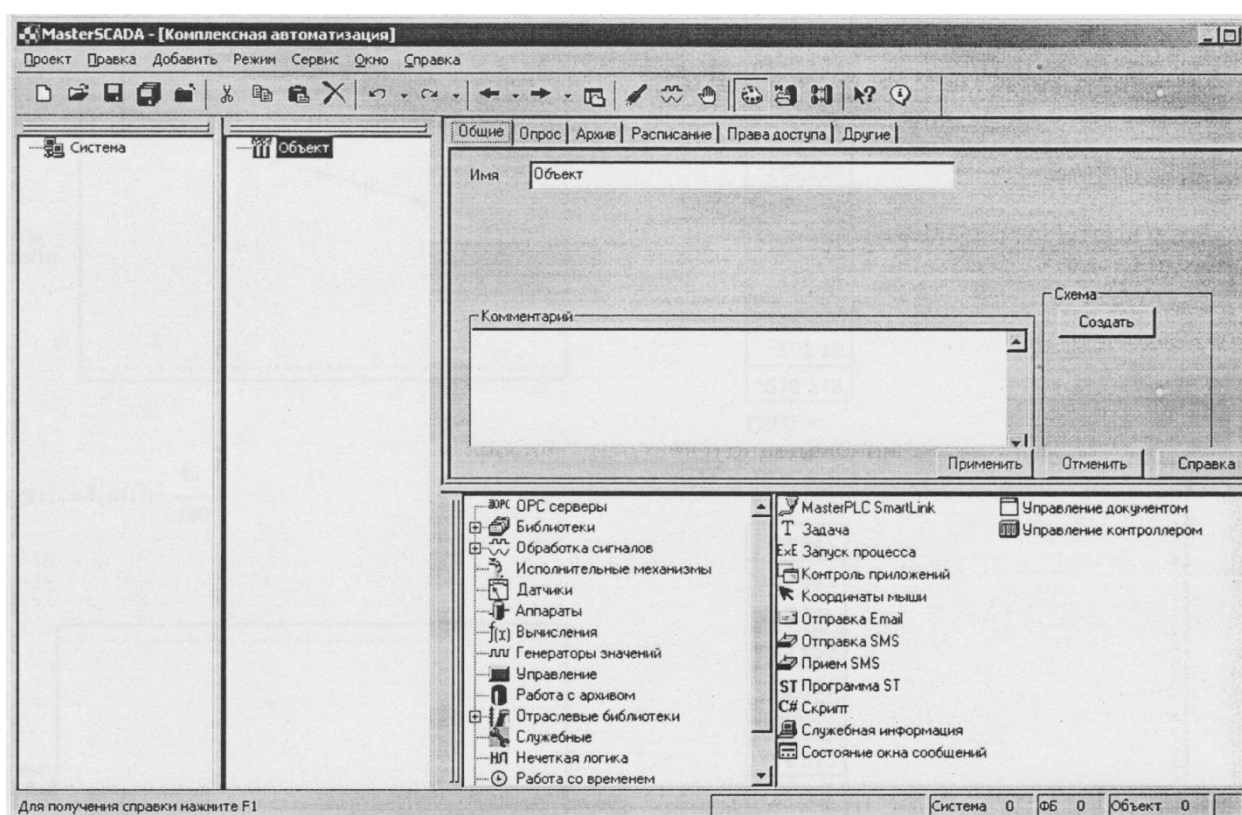 MasterSCADA - [Комплексная автоматизация]
Проект Правка Добавить Режим Сервис Окно Справка
Система
Объект
Общие Опрос Архив Расписание Права доступа Другие
Имя Объект
Схема
Создать
Комментарий
Применить Отменить Справка
OPC OPC серверы
Библиотеки
Обработка сигналов
Исполнительные механизмы
Датчики
Аппараты
f(x) Вычисления
Генераторы значений
Управление
Работа с архивом
Отраслевые библиотеки
Служебные
НЛ Нечеткая логика
Работа со временем
MasterPLC SmartLink
T Задача
ExE Запуск процесса
Контроль приложений
Координаты мыши
Отправка Email
Отправка SMS
Прием SMS
ST Программа ST
C# Скрипт
Служебная информация
Состояние окна сообщений
Управление документом
Управление контроллером
Для получения справки нажмите F1
Система 0 ФБ 0 Объект 0